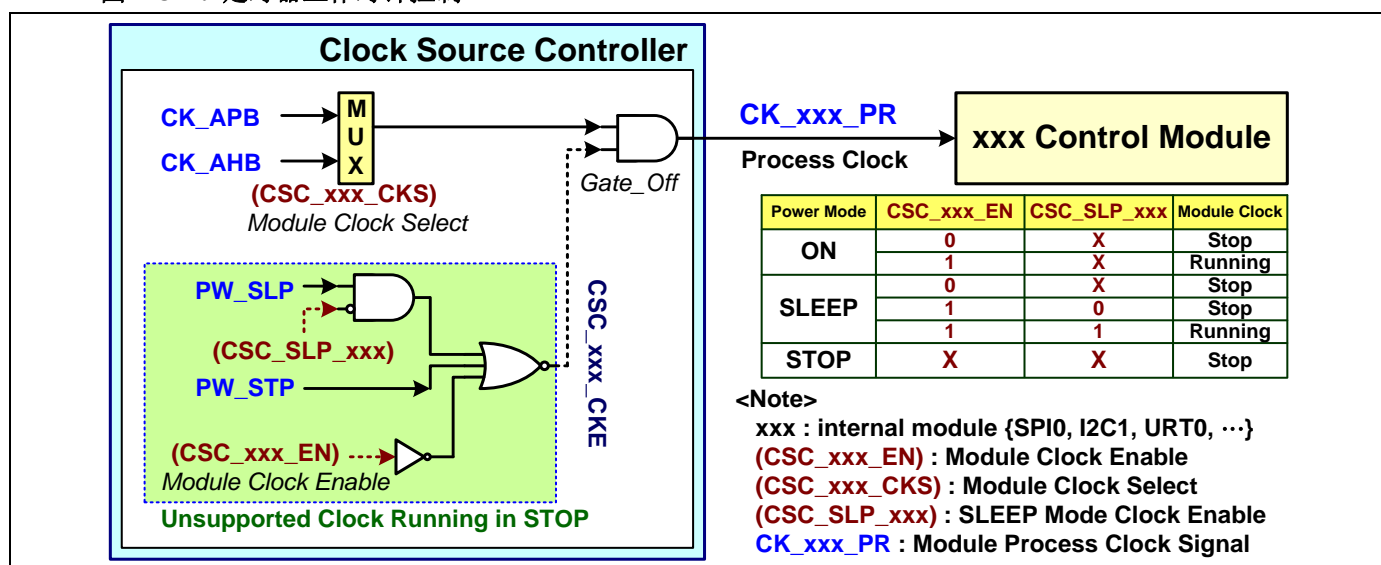 Clock Source Controller
CK_APB
CK_AHB
MUX
(CSC_xxx_CKS)
Module Clock Select
Gate_Off
CK_xxx_PR
Process Clock
xxx Control Module
PW_SLP
(CSC_SLP_xxx)
PW_STP
(CSC_xxx_EN)
Module Clock Enable
Unsupported Clock Running in STOP
CSC_xxx_CKE
Power Mode CSC_xxx_EN CSC_SLP_xxx Module Clock
ON 0 X Stop
1 X Running
SLEEP 0 X Stop
1 0 Stop
1 1 Running
STOP X X Stop
<Note>
xxx : internal module {SPI0, I2C1, URT0, ⋯}
(CSC_xxx_EN) : Module Clock Enable
(CSC_xxx_CKS) : Module Clock Select
(CSC_SLP_xxx) : SLEEP Mode Clock Enable
CK_xxx_PR : Module Process Clock Signal